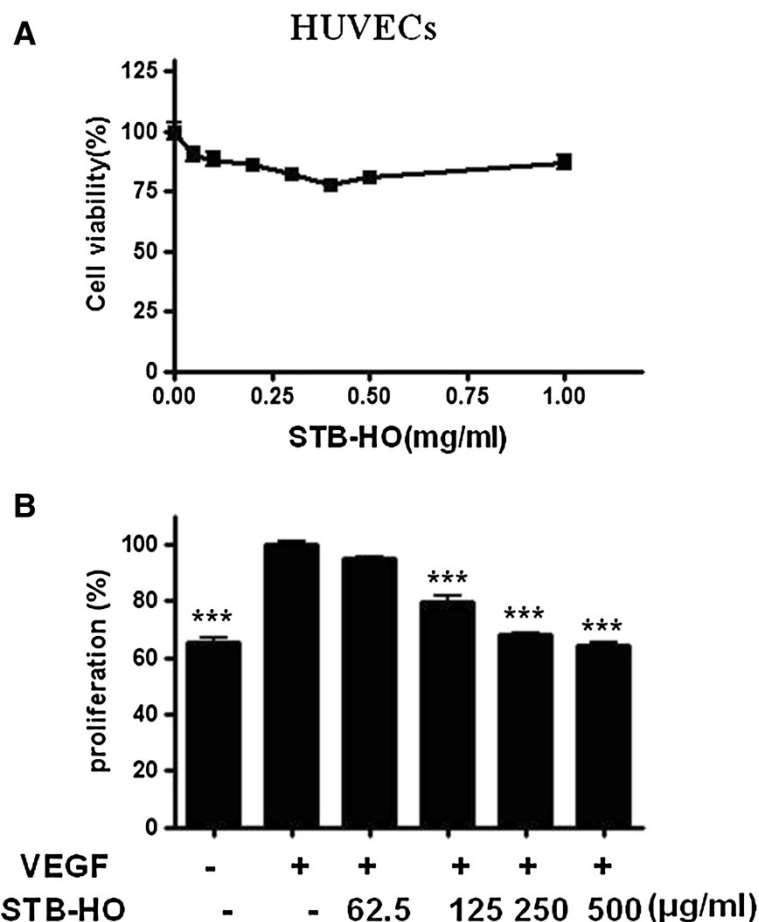 A
HUVECs
Cell viability(%)
125
100
75
50
25
0
0.00 0.25 0.50 0.75 1.00
STB-HO(mg/ml)
B
proliferation (%)
100
80
60
40
20
0
*** *** *** ***
VEGF - + + + + +
STB-HO - - 62.5 125 250 500 (μg/ml)